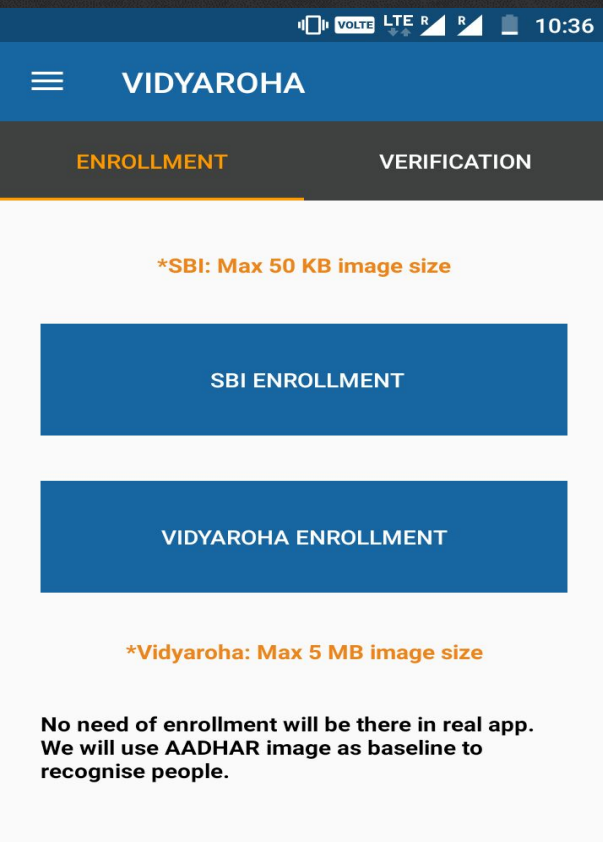 VOLTE LTE R R 10:36
VIDYAROHA
ENROLLMENT VERIFICATION
*SBI: Max 50 KB image size
SBI ENROLLMENT
VIDYAROHA ENROLLMENT
*Vidyaroha: Max 5 MB image size
No need of enrollment will be there in real app.
We will use AADHAR image as baseline to
recognise people.